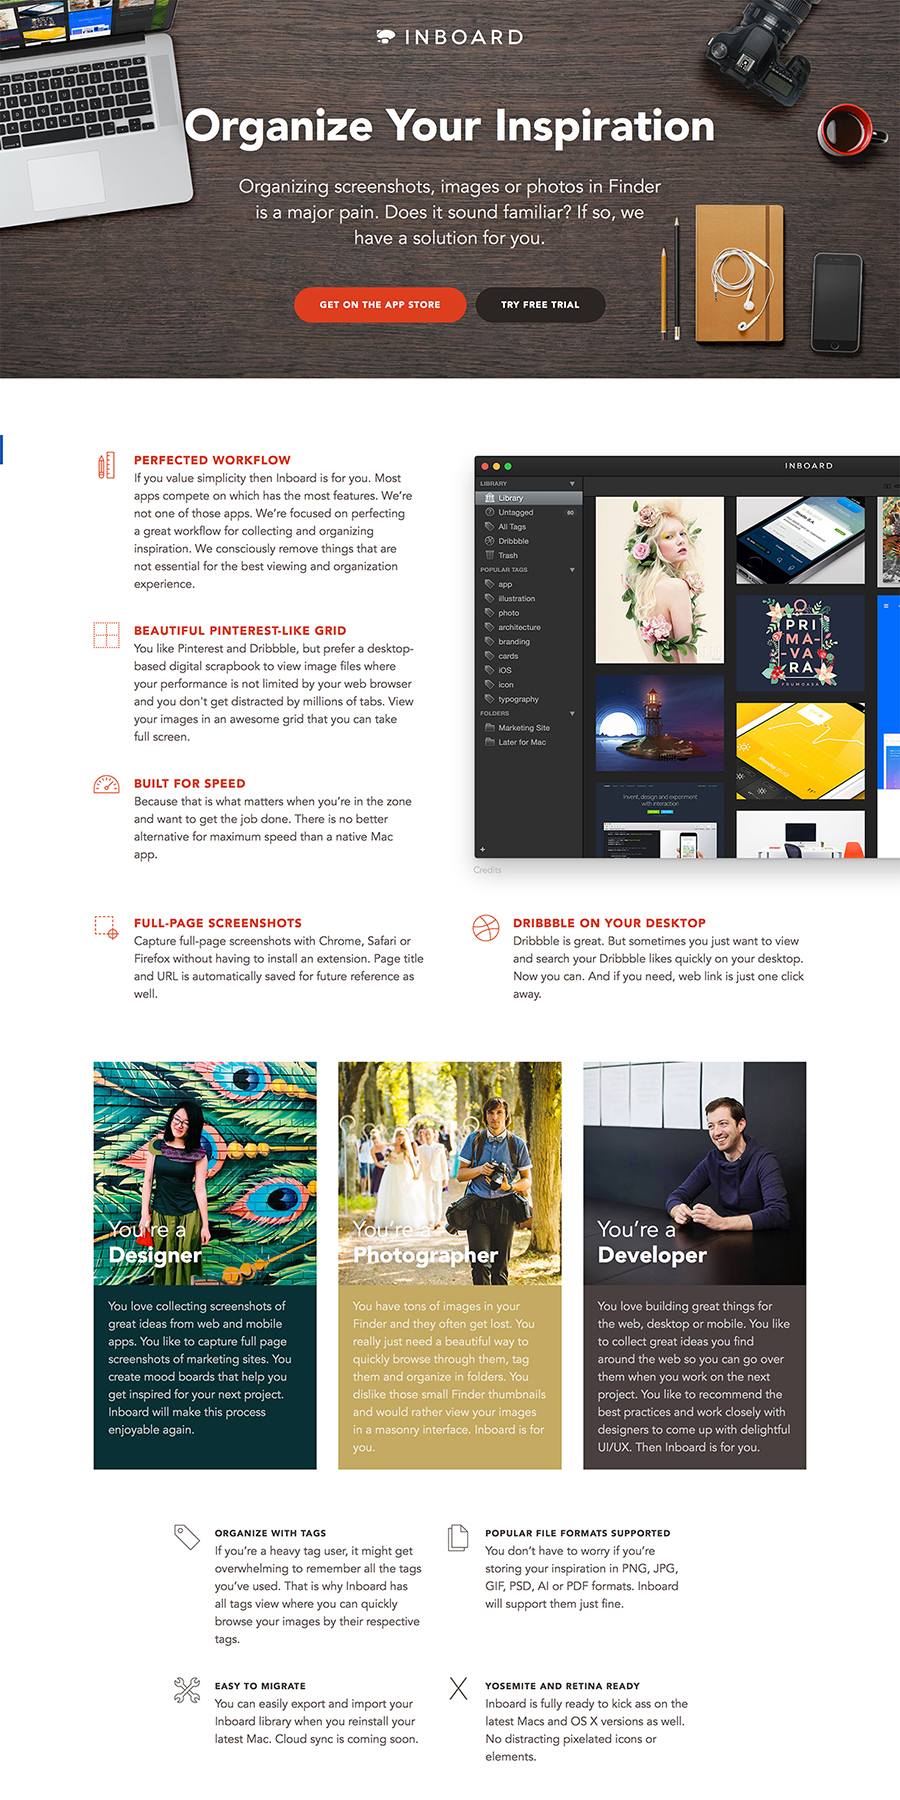 INBOARD
Organize Your Inspiration
Organizing screenshots, images or photos in Finder
is a major pain. Does it sound familiar? If so, we
have a solution for you.
GET ON THE APP STORE
TRY FREE TRIAL
PERFECTED WORKFLOW
If you value simplicity then Inboard is for you. Most
apps compete on which has the most features. We're
not one of those apps. We're focused on perfecting
a great workflow for collecting and organizing
inspiration. We consciously remove things that are
not essential for the best viewing and organization
experience.
BEAUTIFUL PINTEREST-LIKE GRID
You like Pinterest and Dribbble, but prefer a desktop-
based digital scrapbook to view image files where
your performance is not limited by your web browser
and you don't get distracted by millions of tabs. View
your images in an awesome grid that you can take
full screen.
BUILT FOR SPEED
Because that is what matters when you're in the zone
and want to get the job done. There is no better
alternative for maximum speed than a native Mac
app.
INBOARD
LIBRARY
Library
Untagged
60
All Tags
Dribbble
Trash
POPULAR TAGS
app
illustration
photo
architecture
branding
cards
iOS
icon
typography
FOLDERS
Marketing Site
Later for Mac
PRI
MA-
VA
RA
FRUMOASA
Invent, design and experiment
with interaction
Credits
FULL-PAGE SCREENSHOTS
Capture full-page screenshots with Chrome, Safari or
Firefox without having to install an extension. Page title
and URL is automatically saved for future reference as
well.
DRIBBBLE ON YOUR DESKTOP
Dribbble is great. But sometimes you just want to view
and search your Dribbble likes quickly on your desktop.
Now you can. And if you need, web link is just one click
away.
You're a
Designer
You love collecting screenshots of
great ideas from web and mobile
apps. You like to capture full page
screenshots of marketing sites. You
create mood boards that help you
get inspired for your next project.
Inboard will make this process
enjoyable again.
You're a
Photographer
You have tons of images in your
Finder and they often get lost. You
really just need a beautiful way to
quickly browse through them, tag
them and organize in folders. You
dislike those small Finder thumbnails
and would rather view your images
in a masonry interface. Inboard is for
you.
You're a
Developer
You love building great things for
the web, desktop or mobile. You like
to collect great ideas you find
around the web so you can go over
them when you work on the next
project. You like to recommend the
best practices and work closely with
designers to come up with delightful
UI/UX. Then Inboard is for you.
ORGANIZE WITH TAGS
If you're a heavy tag user, it might get
overwhelming to remember all the tags
you've used. That is why Inboard has
all tags view where you can quickly
browse your images by their respective
tags.
POPULAR FILE FORMATS SUPPORTED
You don't have to worry if you're
storing your inspiration in PNG, JPG,
GIF, PSD, AI or PDF formats. Inboard
will support them just fine.
EASY TO MIGRATE
You can easily export and import your
Inboard library when you reinstall your
latest Mac. Cloud sync is coming soon.
YOSEMITE AND RETINA READY
Inboard is fully ready to kick ass on the
latest Macs and OS X versions as well.
No distracting pixelated icons or
elements.